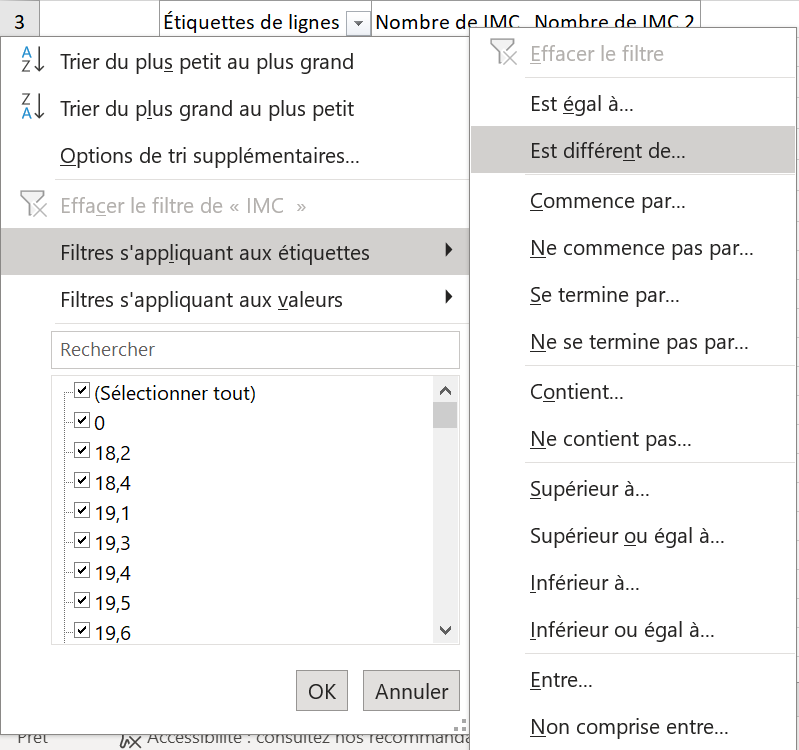 3
Étiquettes de lignes Nombre de IMC Nombre de IMC 2
Trier du plus petit au plus grand
Trier du plus grand au plus petit
Options de tri supplémentaires...
Effacer le filtre de « IMC »
Filtres s'appliquant aux étiquettes
Filtres s'appliquant aux valeurs
Rechercher
(Sélectionner tout)
0
18,2
18,4
19,1
19,3
19,4
19,5
19,6
OK Annuler
Effacer le filtre
Est égal à...
Est différent de...
Commence par...
Ne commence pas par...
Se termine par...
Ne se termine pas par...
Contient...
Ne contient pas...
Supérieur à...
Supérieur ou égal à...
Inférieur à...
Inférieur ou égal à...
Entre...
Non comprise entre...
Prêt Accessibilité : consultez nos recommanda